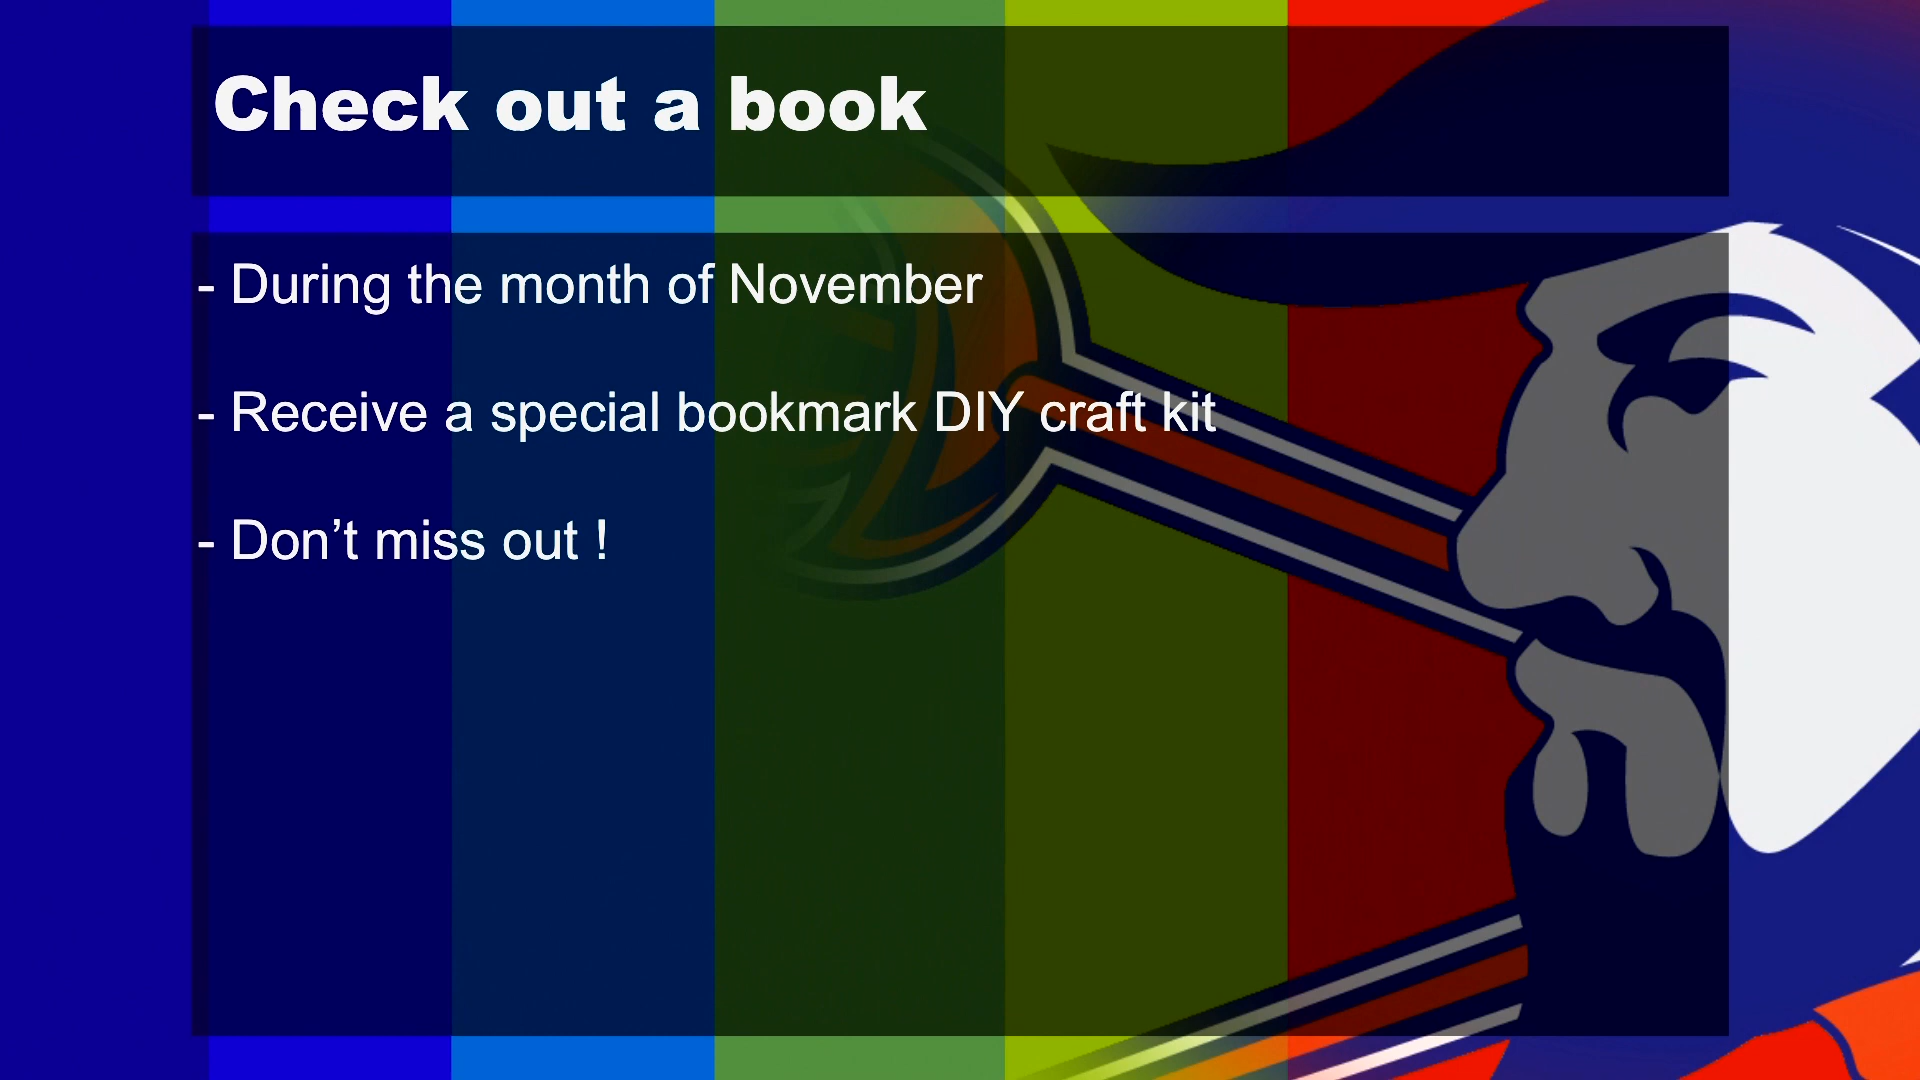 Check out a book
- During the month of November
- Receive a special bookmark DIY craft kit
- Don’t miss out !